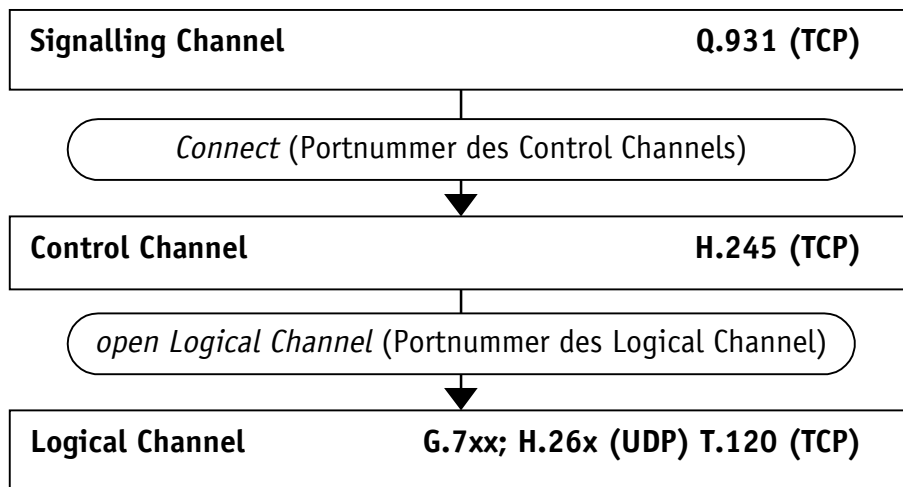 Signalling Channel Q.931 (TCP)
Connect (Portnummer des Control Channels)
Control Channel H.245 (TCP)
open Logical Channel (Portnummer des Logical Channel)
Logical Channel G.7xx; H.26x (UDP) T.120 (TCP)